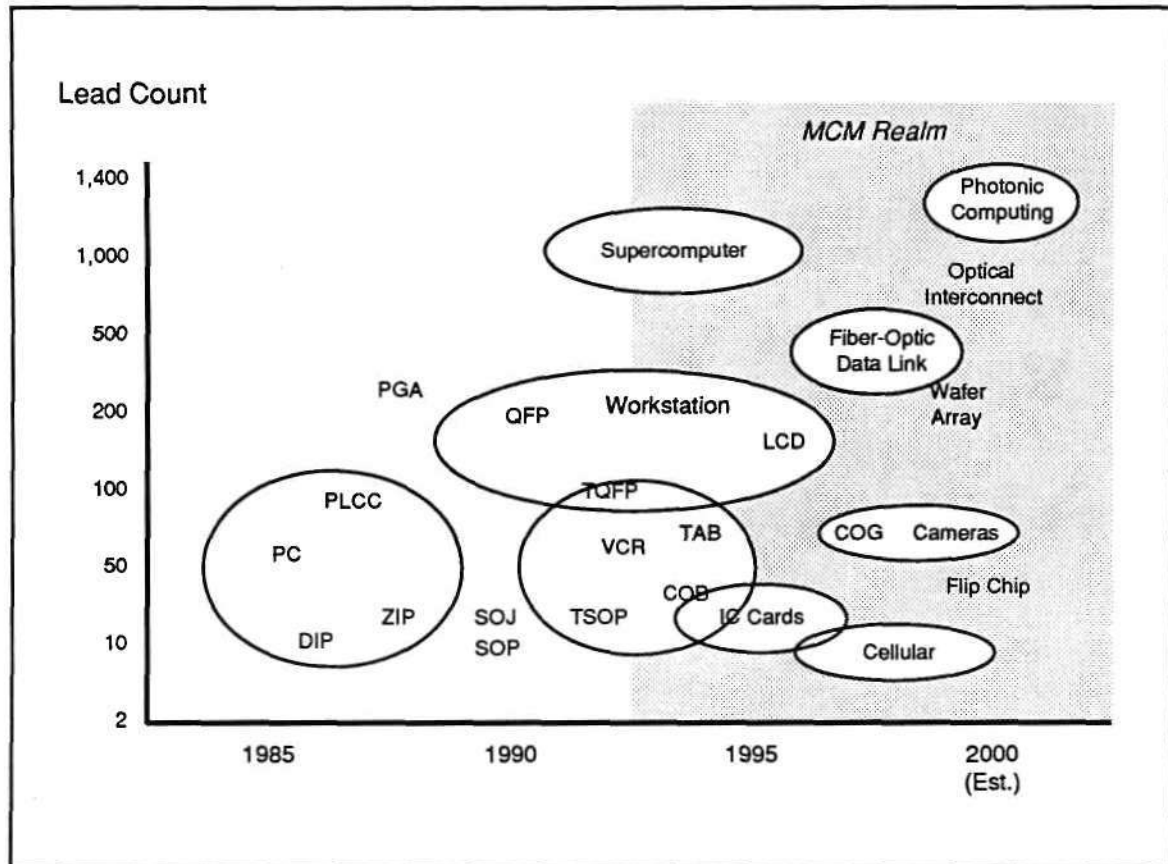 Lead Count
MCM Realm
1,400
Photonic
Computing
1,000
Supercomputer
Optical
Interconnect
500
Fiber-Optic
Data Link
PGA
Wafer
Array
200
QFP
Workstation
LCD
100
TQFP
PLCC
TAB
COG
Cameras
PC
VCR
50
Flip Chip
COB
ZIP
SOJ
TSOP
IC Cards
10
DIP
SOP
Cellular
2
1985
1990
1995
2000
(Est.)